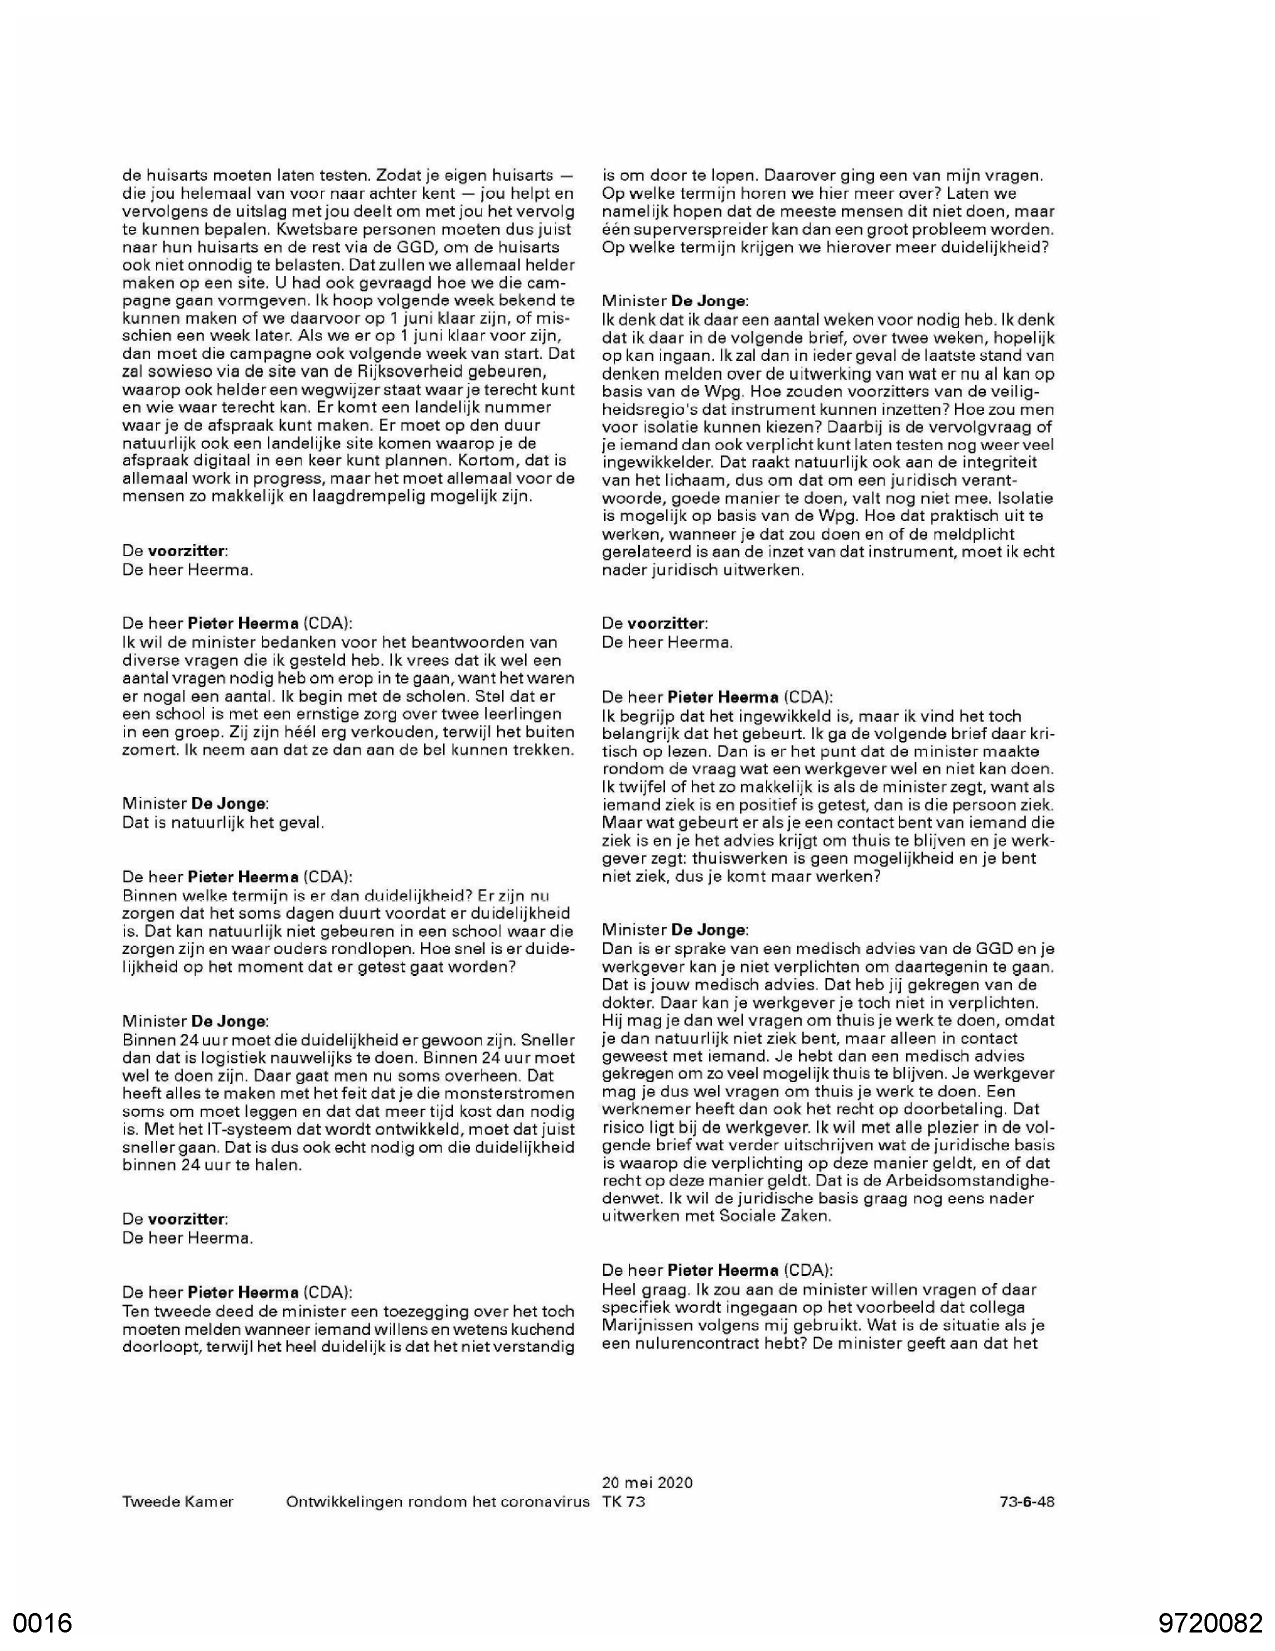 de huisarts moeten laten testen. Zodat je eigen huisarts —
die jou helemaal van voor naar achter kent — jou helpt en
vervolgens de uitslag met jou deelt om met jou het vervolg
te kunnen bepalen. Kwetsbare personen moeten dus juist
naar hun huisarts en de rest via de GGD, om de huisarts
ook niet onnodig te belasten. Dat zullen we allemaal helder
maken op een site. U had ook gevraagd hoe we die cam-
pagne gaan vormgeven. Ik hoop volgende week bekend te
kunnen maken of we daarvoor op 1 juni klaar zijn, of mis-
schien een week later. Als we er op 1 juni klaar voor zijn,
dan moet die campagne ook volgende week van start. Dat
zal sowieso via de site van de Rijksoverheid gebeuren,
waarop ook helder een wegwijzer staat waar je terecht kunt
en wie waar terecht kan. Er komt een landelijk nummer
waar je de afspraak kunt maken. Er moet op den duur
natuurlijk ook een landelijke site komen waarop je de
afspraak digitaal in een keer kunt plannen. Kortom, dat is
allemaal work in progress, maar het moet allemaal voor de
mensen zo makkelijk en laagdrempelig mogelijk zijn.
De voorzitter:
De heer Heerma.
De heer Pieter Heerma (CDA):
Ik wil de minister bedanken voor het beantwoorden van
diverse vragen die ik gesteld heb. Ik vrees dat ik wel een
aantal vragen nodig heb om erop in te gaan, want het waren
er nogal een aantal. Ik begin met de scholen. Stel dat er
een school is met een ernstige zorg over twee leerlingen
in een groep. Zij zijn héél erg verkouden, terwijl het buiten
zomert. Ik neem aan dat ze dan aan de bel kunnen trekken.
Minister De Jonge:
Dat is natuurlijk het geval.
De heer Pieter Heerma (CDA):
Binnen welke termijn is er dan duidelijkheid? Er zijn nu
zorgen dat het soms dagen duurt voordat er duidelijkheid
is. Dat kan natuurlijk niet gebeuren in een school waar die
zorgen zijn en waar ouders rondlopen. Hoe snel is er duide-
lijkheid op het moment dat er getest gaat worden?
Minister De Jonge:
Binnen 24 uur moet die duidelijkheid er gewoon zijn. Sneller
dan dat is logistiek nauwelijks te doen. Binnen 24 uur moet
wel te doen zijn. Daar gaat men nu soms overheen. Dat
heeft alles te maken met het feit dat je die monsterstromen
soms om moet leggen en dat dat meer tijd kost dan nodig
is. Met het IT-systeem dat wordt ontwikkeld, moet dat juist
sneller gaan. Dat is dus ook echt nodig om die duidelijkheid
binnen 24 uur te halen.
De voorzitter:
De heer Heerma.
De heer Pieter Heerma (CDA):
Ten tweede deed de minister een toezegging over het toch
moeten melden wanneer iemand willens en wetens kuchend
doorloopt, terwijl het heel duidelijk is dat het niet verstandig
is om door te lopen. Daarover ging een van mijn vragen.
Op welke termijn horen we hier meer over? Laten we
namelijk hopen dat de meeste mensen dit niet doen, maar
één superverspreider kan dan een groot probleem worden.
Op welke termijn krijgen we hierover meer duidelijkheid?
Minister De Jonge:
Ik denk dat ik daar een aantal weken voor nodig heb. Ik denk
dat ik daar in de volgende brief, over twee weken, hopelijk
op kan ingaan. Ik zal dan in ieder geval de laatste stand van
denken melden over de uitwerking van wat er nu al kan op
basis van de Wpg. Hoe zouden voorzitters van de veilig-
heidsregio's dat instrument kunnen inzetten? Hoe zou men
voor isolatie kunnen kiezen? Daarbij is de vervolgvraag of
je iemand dan ook verplicht kunt laten testen nog weer veel
ingewikkelder. Dat raakt natuurlijk ook aan de integriteit
van het lichaam, dus om dat om een juridisch verant-
woorde, goede manier te doen, valt nog niet mee. Isolatie
is mogelijk op basis van de Wpg. Hoe dat praktisch uit te
werken, wanneer je dat zou doen en of de meldplicht
gerelateerd is aan de inzet van dat instrument, moet ik echt
nader juridisch uitwerken.
De voorzitter:
De heer Heerma.
De heer Pieter Heerma (CDA):
Ik begrijp dat het ingewikkeld is, maar ik vind het toch
belangrijk dat het gebeurt. Ik ga de volgende brief daar kri-
tisch op lezen. Dan is er het punt dat de minister maakte
rondom de vraag wat een werkgever wel en niet kan doen.
Ik twijfel of het zo makkelijk is als de minister zegt, want als
iemand ziek is en positief is getest, dan is die persoon ziek.
Maar wat gebeurt er als je een contact bent van iemand die
ziek is en je het advies krijgt om thuis te blijven en je werk-
gever zegt: thuiswerken is geen mogelijkheid en je bent
niet ziek, dus je komt maar werken?
Minister De Jonge:
Dan is er sprake van een medisch advies van de GGD en je
werkgever kan je niet verplichten om daartegenin te gaan.
Dat is jouw medisch advies. Dat heb jij gekregen van de
dokter. Daar kan je werkgever je toch niet in verplichten.
Hij mag je dan wel vragen om thuis je werk te doen, omdat
je dan natuurlijk niet ziek bent, maar alleen in contact
geweest met iemand. Je hebt dan een medisch advies
gekregen om zo veel mogelijk thuis te blijven. Je werkgever
mag je dus wel vragen om thuis je werk te doen. Een
werknemer heeft dan ook het recht op doorbetaling. Dat
risico ligt bij de werkgever. Ik wil met alle plezier in de vol-
gende brief wat verder uitschrijven wat de juridische basis
is waarop die verplichting op deze manier geldt, en of dat
recht op deze manier geldt. Dat is de Arbeidsomstandighe-
denwet. Ik wil de juridische basis graag nog eens nader
uitwerken met Sociale Zaken.
De heer Pieter Heerma (CDA):
Heel graag. Ik zou aan de minister willen vragen of daar
specifiek wordt ingegaan op het voorbeeld dat collega
Marijnissen volgens mij gebruikt. Wat is de situatie als je
een nulurencontract hebt? De minister geeft aan dat het
20 mei 2020
Tweede Kamer Ontwikkelingen rondom het coronavirus TK 73 73-6-48
0016 9720082